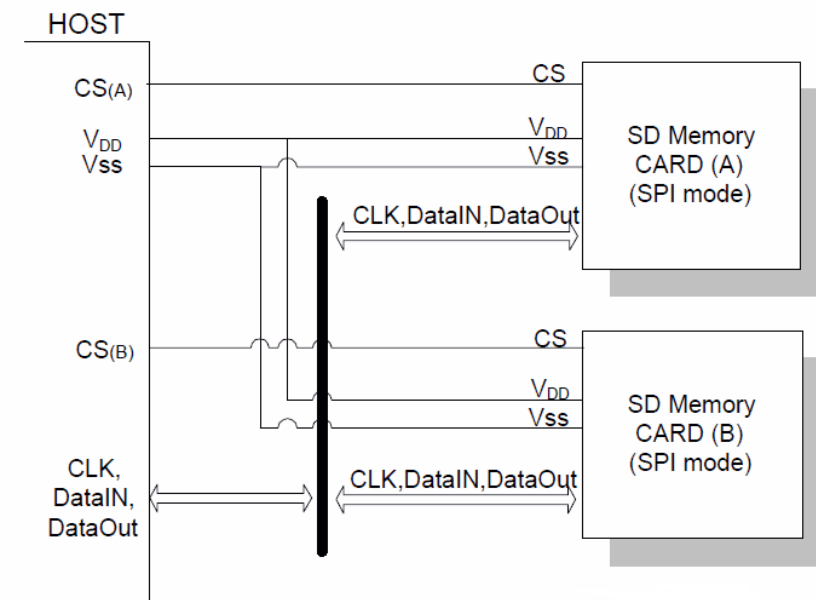 HOST
CS(A)
CS
VDD
VDD
Vss
Vss
SD Memory
CARD (A)
(SPI mode)
CLK,DataIN,DataOut
CS(B)
CS
VDD
Vss
SD Memory
CARD (B)
(SPI mode)
CLK,
DataIN,
DataOut
CLK,DataIN,DataOut